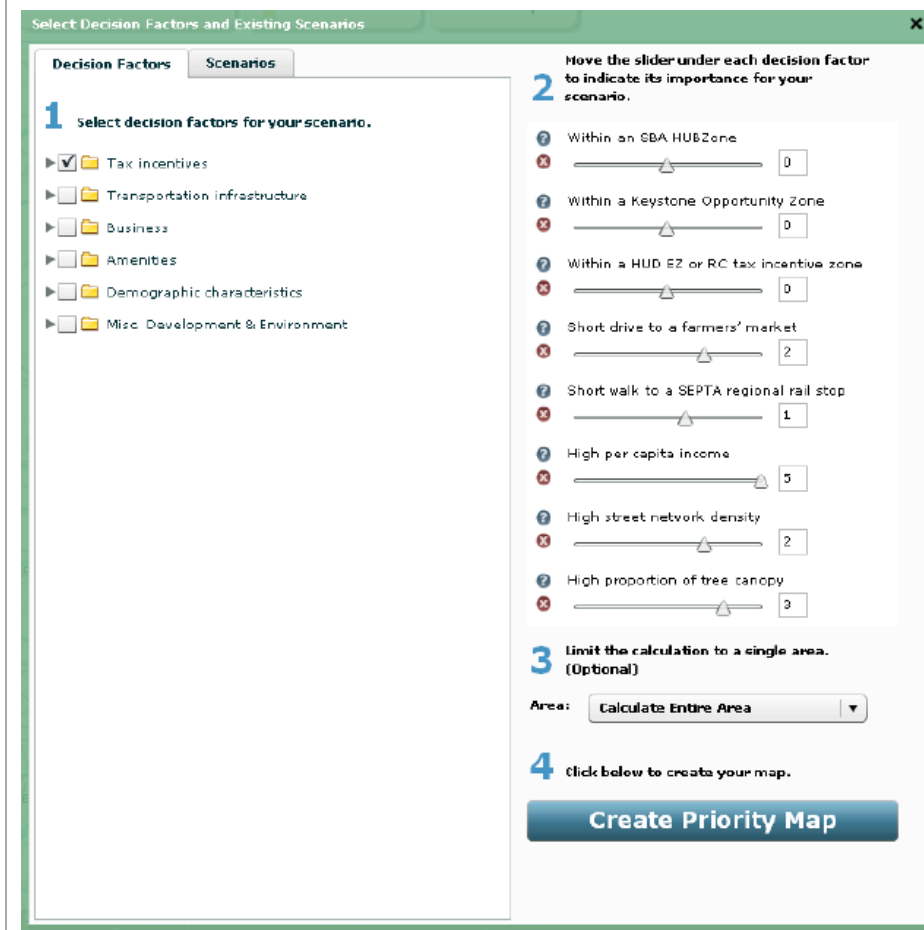 Select Decision Factors and Existing Scenarios
Decision Factors
Scenarios
1 Select decision factors for your scenario.
Tax incentives
Transportation infrastructure
Business
Amenities
Demographic characteristics
Misc. Development & Environment
2 Move the slider under each decision factor
to indicate its importance for your
scenario.
Within an SBA HUBZone
0
Within a Keystone Opportunity Zone
0
Within a HUD EZ or RC tax incentive zone
0
Short drive to a farmers' market
2
Short walk to a SEPTA regional rail stop
1
High per capita income
5
High street network density
2
High proportion of tree canopy
3
3 Limit the calculation to a single area.
(Optional)
Area: Calculate Entire Area
4 Click below to create your map.
Create Priority Map